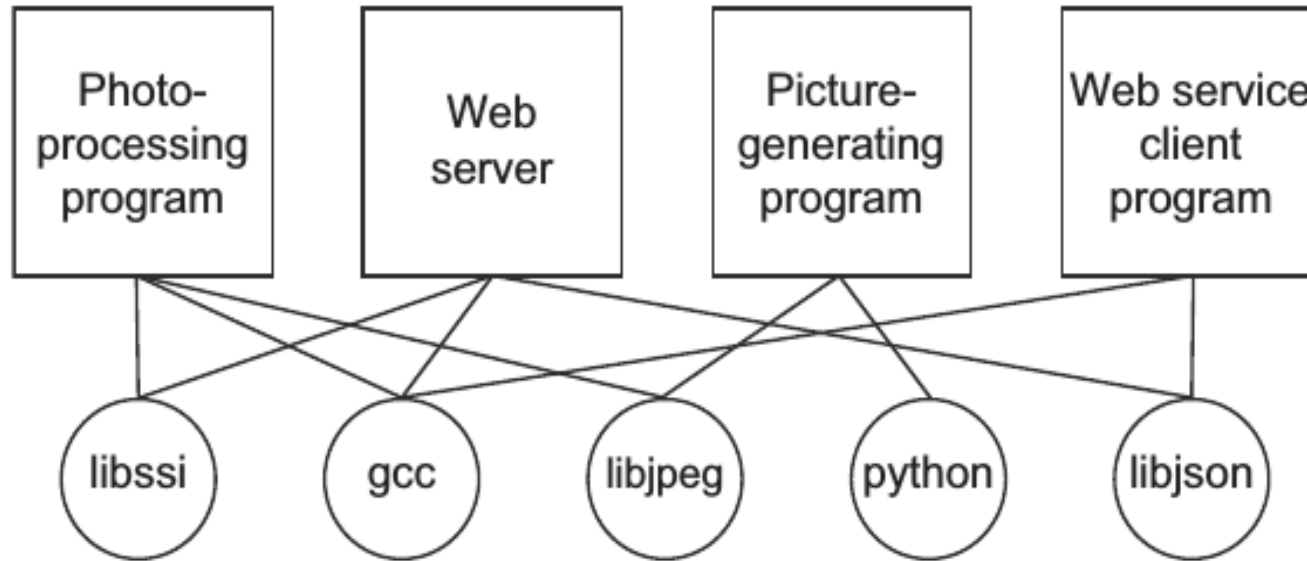 Photo-
processing
program
Web
server
Picture-
generating
program
Web service
client
program
libssi
gcc
libjpeg
python
libjson